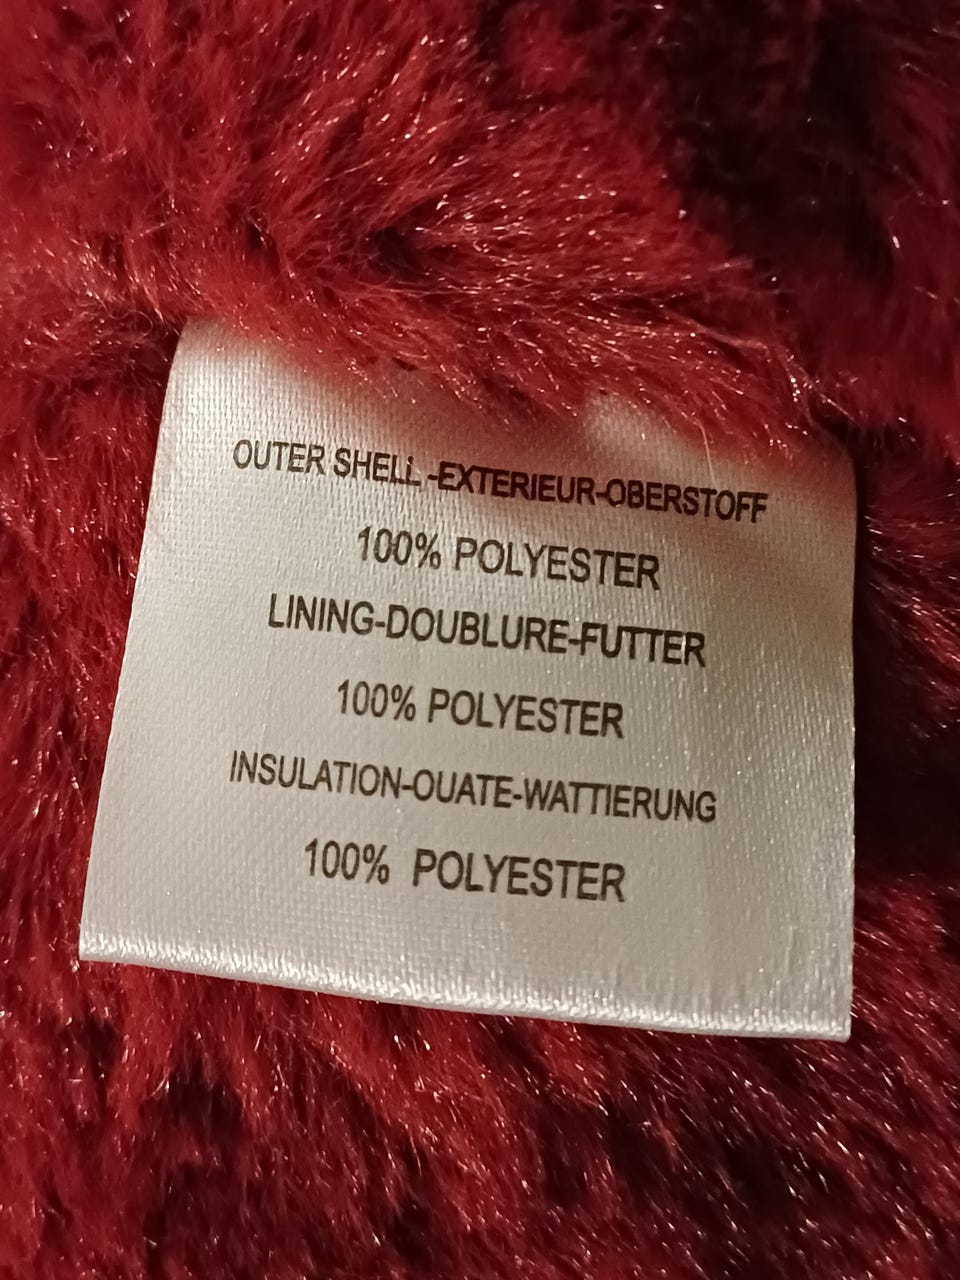 OUTER SHELL -EXTERIEUR-OBERSTOFF
100% POLYESTER
LINING-DOUBLURE-FUTTER
100% POLYESTER
INSULATION-OUATE-WATTIERUNG
100% POLYESTER